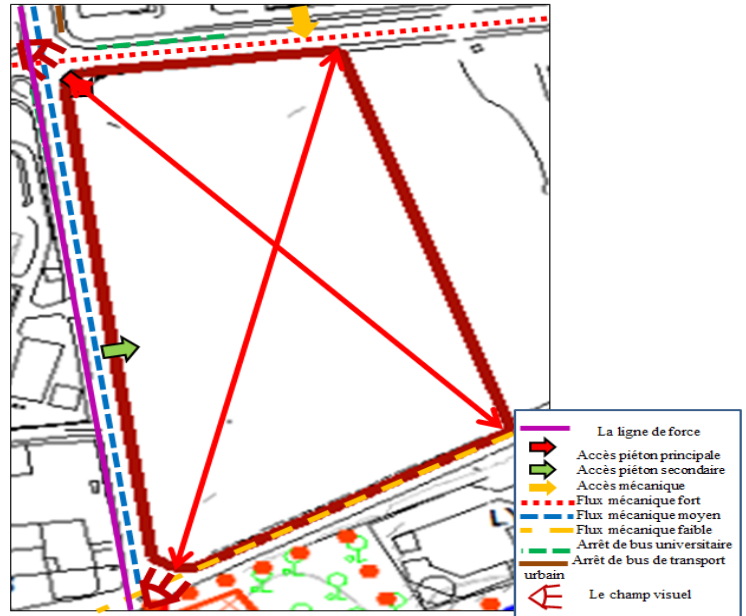 La ligne de force
Accès piéton principale
Accès piéton secondaire
Accès mécanique
Flux mécanique fort
Flux mécanique moyen
Flux mécanique faible
Arrêt de bus universitaire
Arrêt de bus de transport
urbain
Le champ visuel